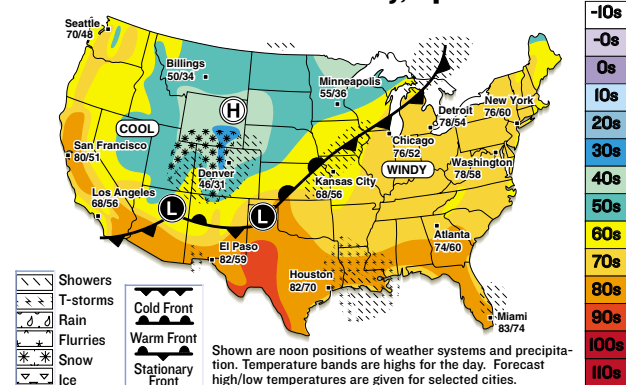 -10s
-0s
0s
10s
20s
30s
40s
50s
60s
70s
80s
90s
100s
110s
Seattle
70/48
Billings
50/34
Minneapolis
55/36
H
COOL
San Francisco
80/51
Denver
46/31
Los Angeles
68/56
L
L
Kansas City
68/56
Chicago
76/52
WINDY
Detroit
78/54
New York
76/60
Washington
78/58
Atlanta
74/60
El Paso
82/59
Houston
82/70
Miami
83/74
Showers
T-storms
Rain
Flurries
Snow
Ice
Cold Front
Warm Front
Stationary
Front
Shown are noon positions of weather systems and precipita-
tion. Temperature bands are highs for the day. Forecast
high/low temperatures are given for selected cities.